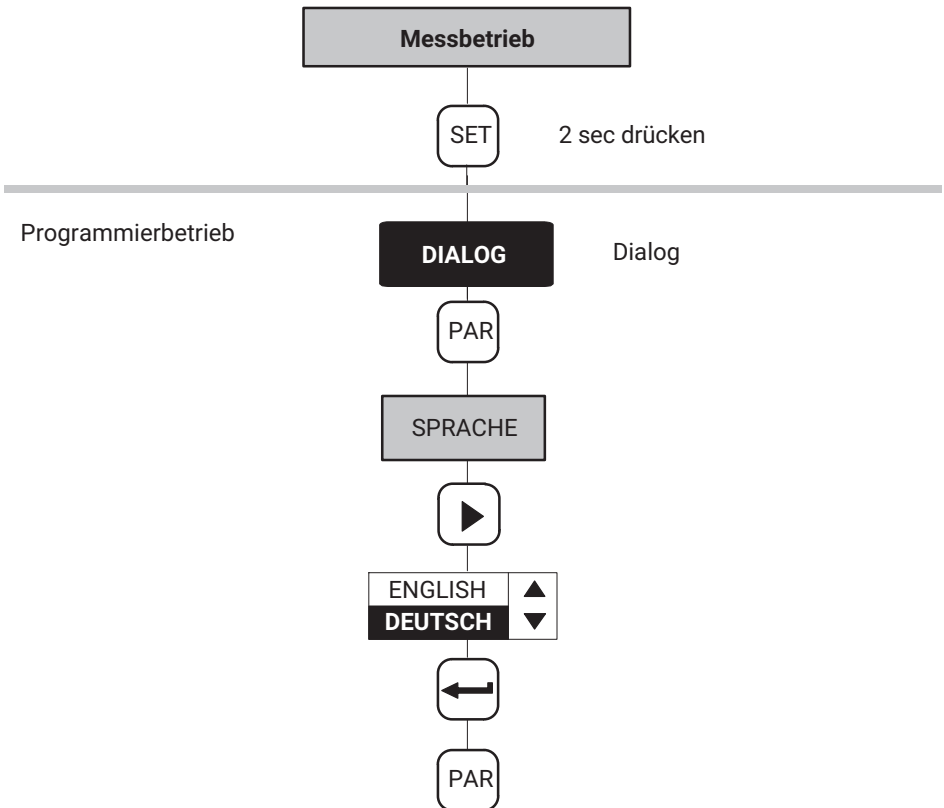 Messbetrieb
SET
2 sec drücken
Programmierbetrieb
DIALOG
Dialog
PAR
SPRACHE
ENGLISH
DEUTSCH
PAR